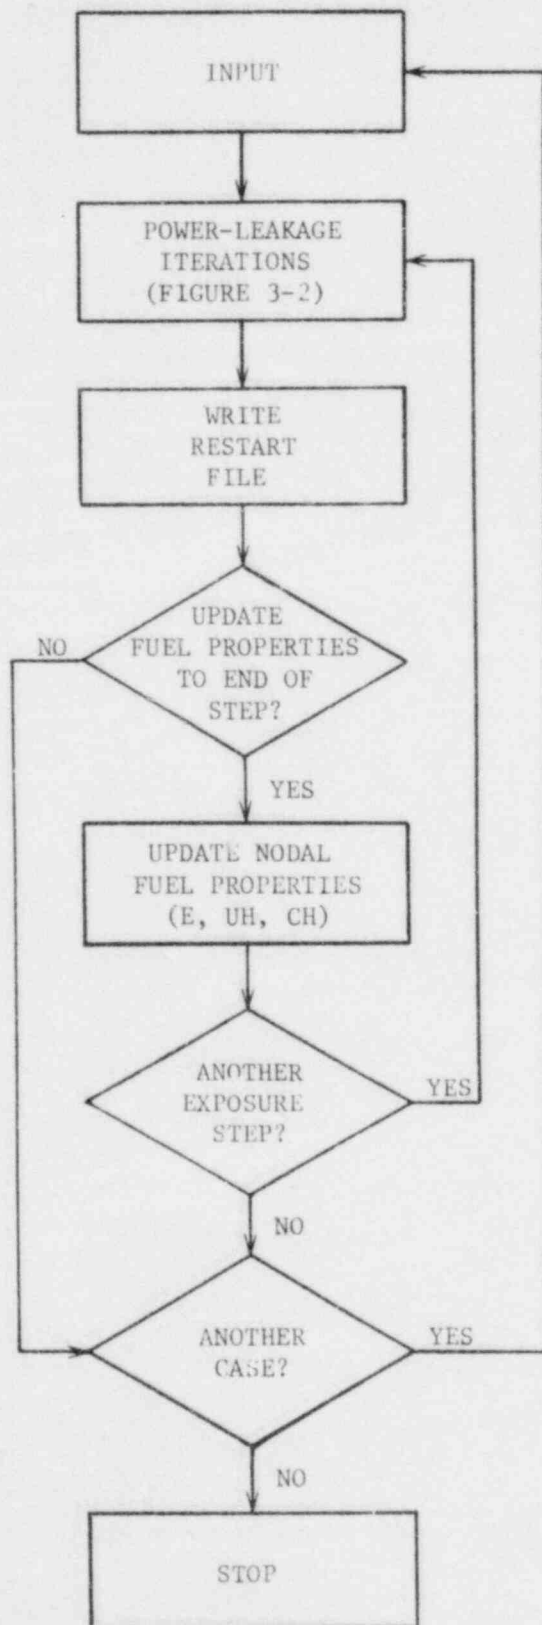 INPUT
POWER-LEAKAGE
ITERATIONS
(FIGURE 3-2)
WRITE
RESTART
FILE
UPDATE
FUEL PROPERTIES
TO END OF
STEP?
NO
YES
UPDATE NODAL
FUEL PROPERTIES
(E, UH, CH)
ANOTHER
EXPOSURE
STEP?
YES
NO
ANOTHER
CASE?
YES
NO
STOP